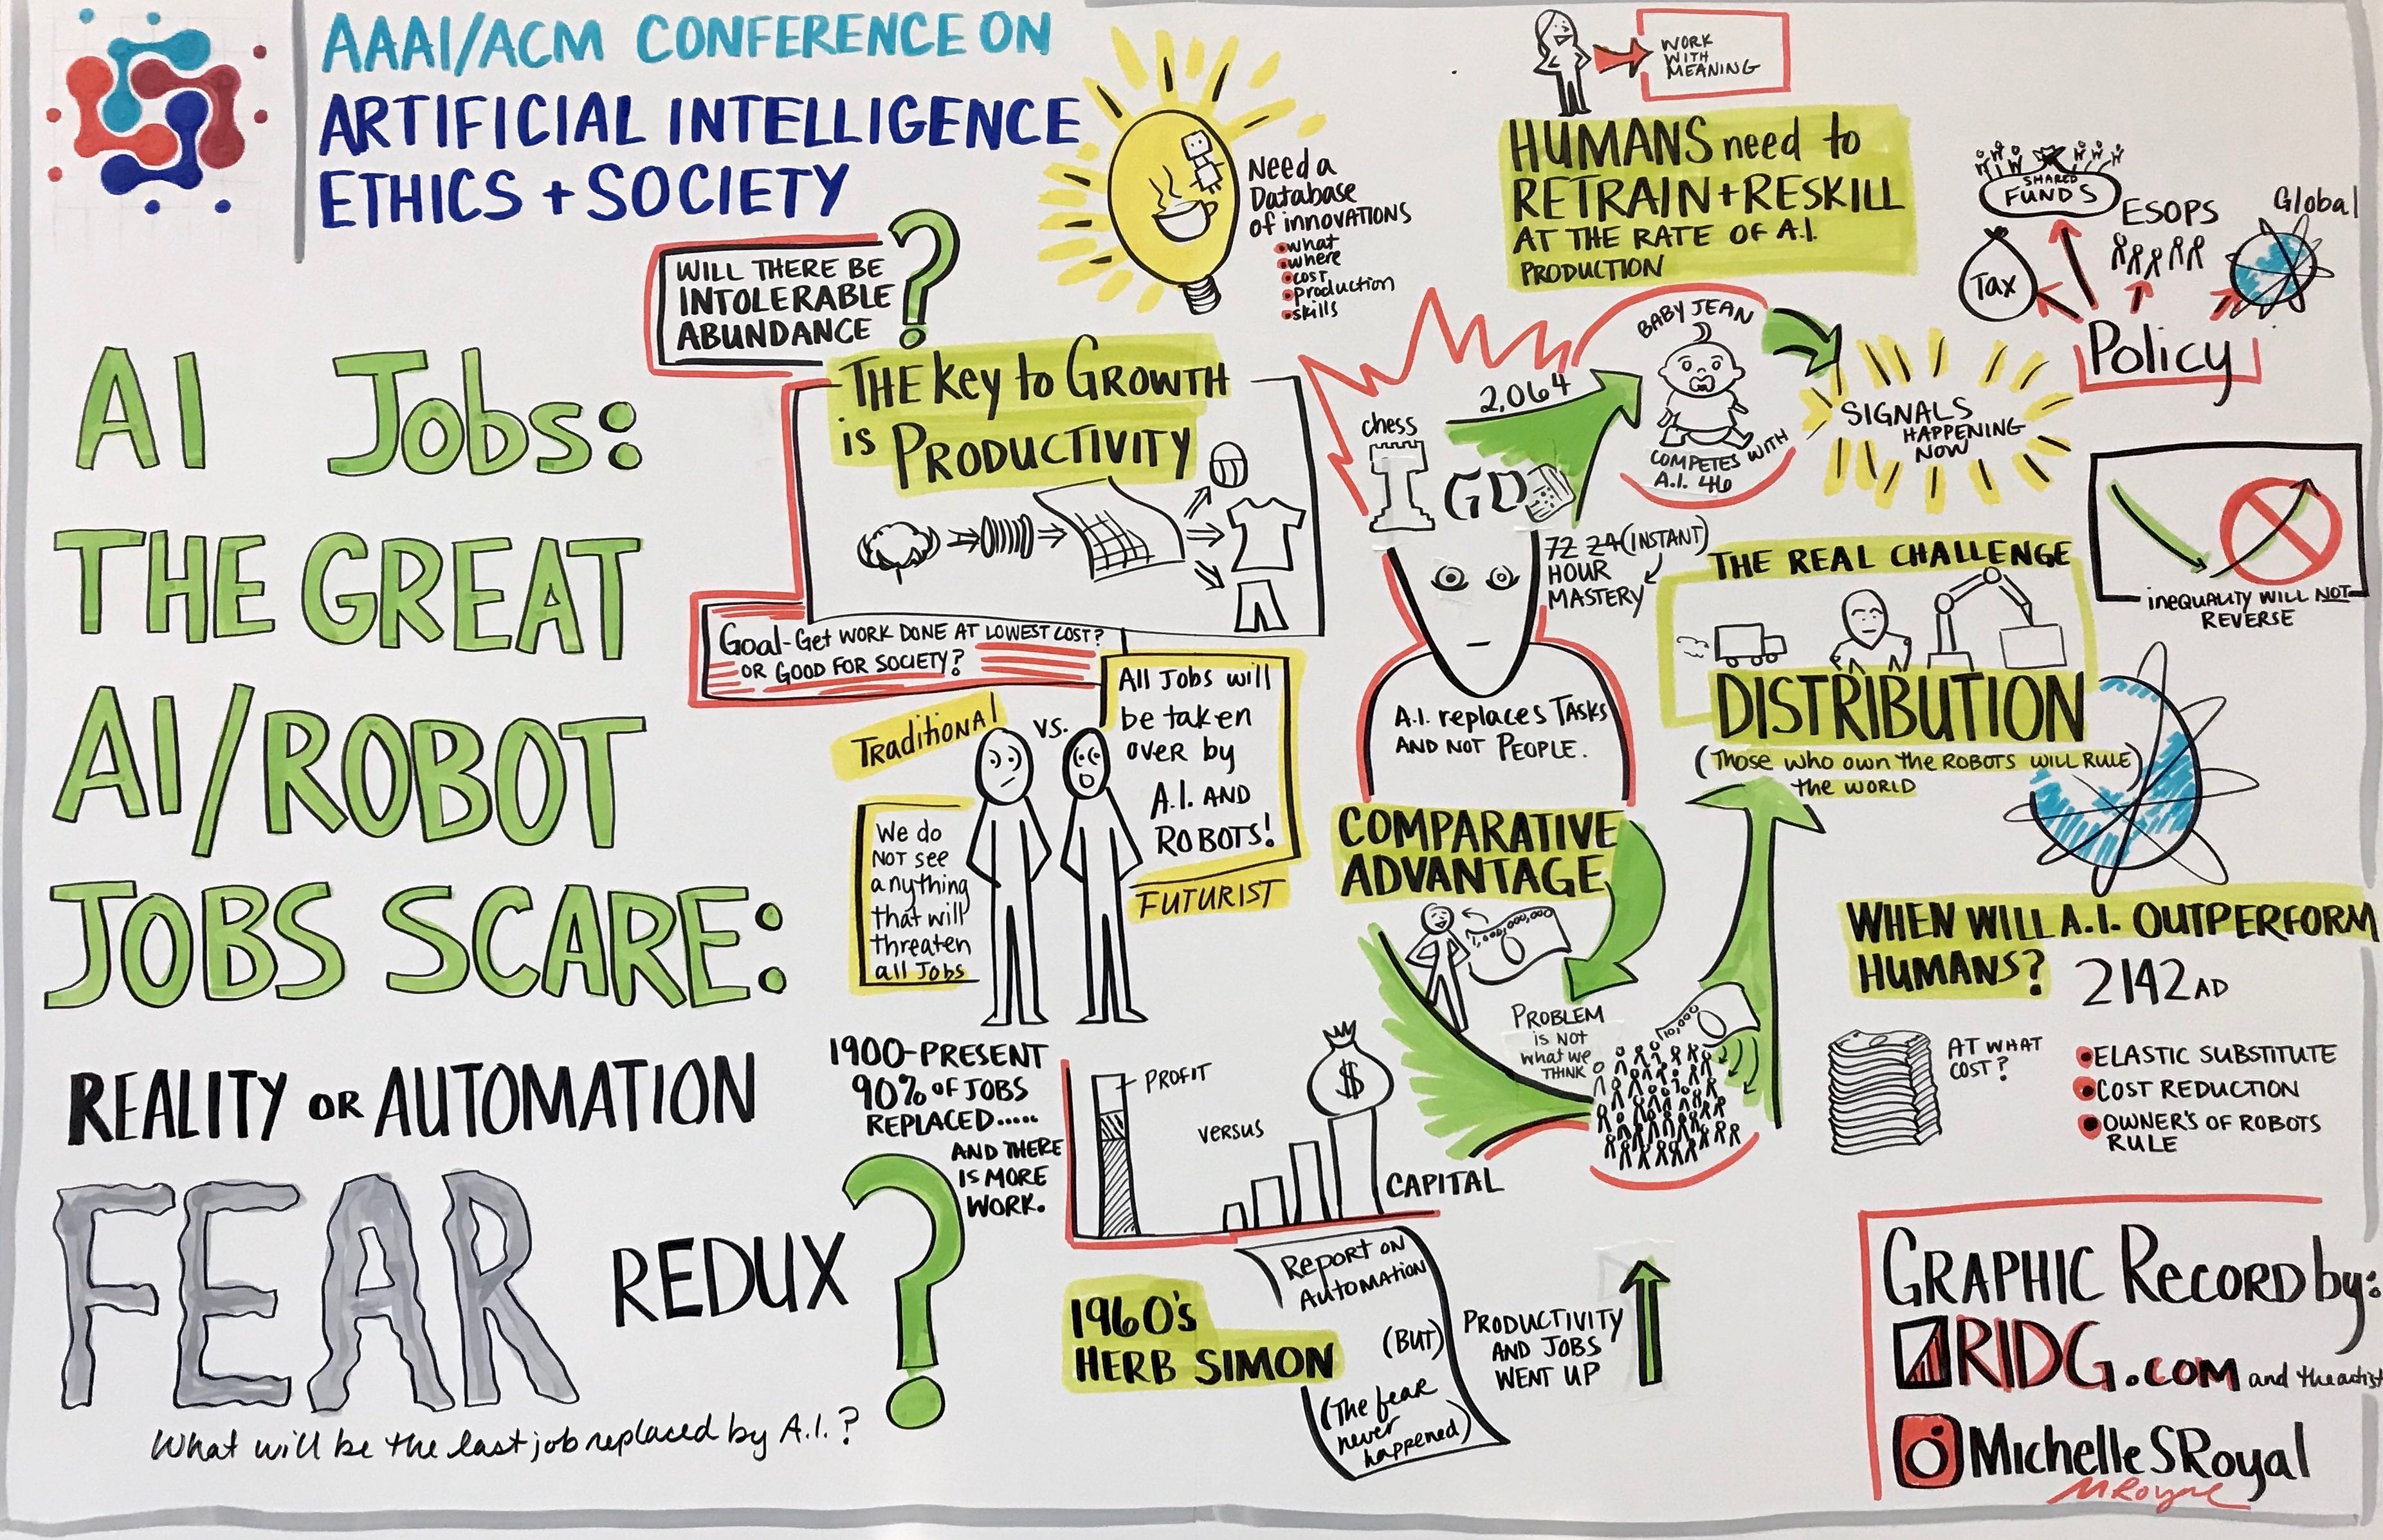 AAAI/ACM CONFERENCE ON
ARTIFICIAL INTELLIGENCE
ETHICS + SOCIETY
AI Jobs:
THE GREAT
AI/ROBOT
JOBS SCARE:
REALITY OR AUTOMATION
FEAR REDUX ?
What will be the last job replaced by A.I.?
WILL THERE BE
INTOLERABLE
ABUNDANCE
?
Need a
Database
of innovations
what
where
cost
production
skills
THE Key to GROWTH
is PRODUCTIVITY
Goal-Get WORK DONE AT LOWEST COST?
OR GOOD FOR SOCIETY?
Traditional
vs.
We do
NOT see
anything
that will
threaten
all Jobs
All Jobs will
be taken
over by
A.I. AND
ROBOTS!
FUTURIST
1900-PRESENT
90% OF JOBS
REPLACED.....
AND THERE
IS MORE
WORK.
PROFIT
VERSUS
$
CAPITAL
1960's
HERB SIMON
Report on
Automation
(BUT)
(The fear
never
happened)
PRODUCTIVITY
AND JOBS
WENT UP
WORK
WITH
MEANING
HUMANS need to
RETRAIN+RESKILL
AT THE RATE OF A.I.
PRODUCTION
chess
GO
2,064
BABY JEAN
COMPETES WITH
A.I. 46
SIGNALS
HAPPENING
NOW
72 24 (INSTANT)
HOUR
MASTERY
A.I. replaces TASKS
AND NOT PEOPLE.
COMPARATIVE
ADVANTAGE
1,000,000,000
0
PROBLEM
is NOT
what we
THINK
10,000
0
SHARED
FUNDS
ESOPS
Global
Tax
Policy
inequality WILL NOT
REVERSE
THE REAL CHALLENGE
DISTRIBUTION
(Those who own the ROBOTS WILL RULE)
the WORLD
WHEN WILL A.I. OUTPERFORM
HUMANS? 2142 AD
AT WHAT
COST?
ELASTIC SUBSTITUTE
COST REDUCTION
OWNER'S OF ROBOTS
RULE
GRAPHIC RECORD by:
RIDG.COM and the artist
MichelleSRoyal
MRoyal